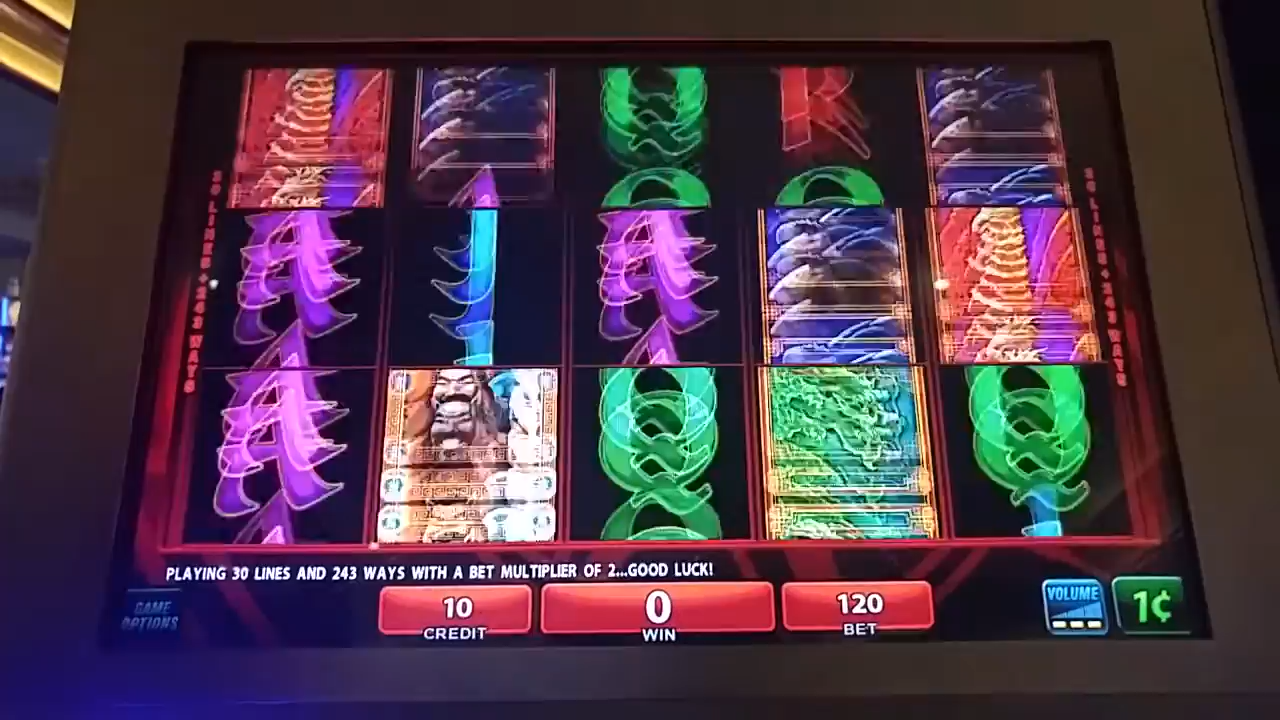 30 LINES + 243 WAYS
30 LINES + 243 WAYS
Q
A
A
Q
Q
A
Q
PLAYING 30 LINES AND 243 WAYS WITH A BET MULTIPLIER OF 2...GOOD LUCK!
GAME OPTIONS
10
CREDIT
0
WIN
120
BET
VOLUME
1¢